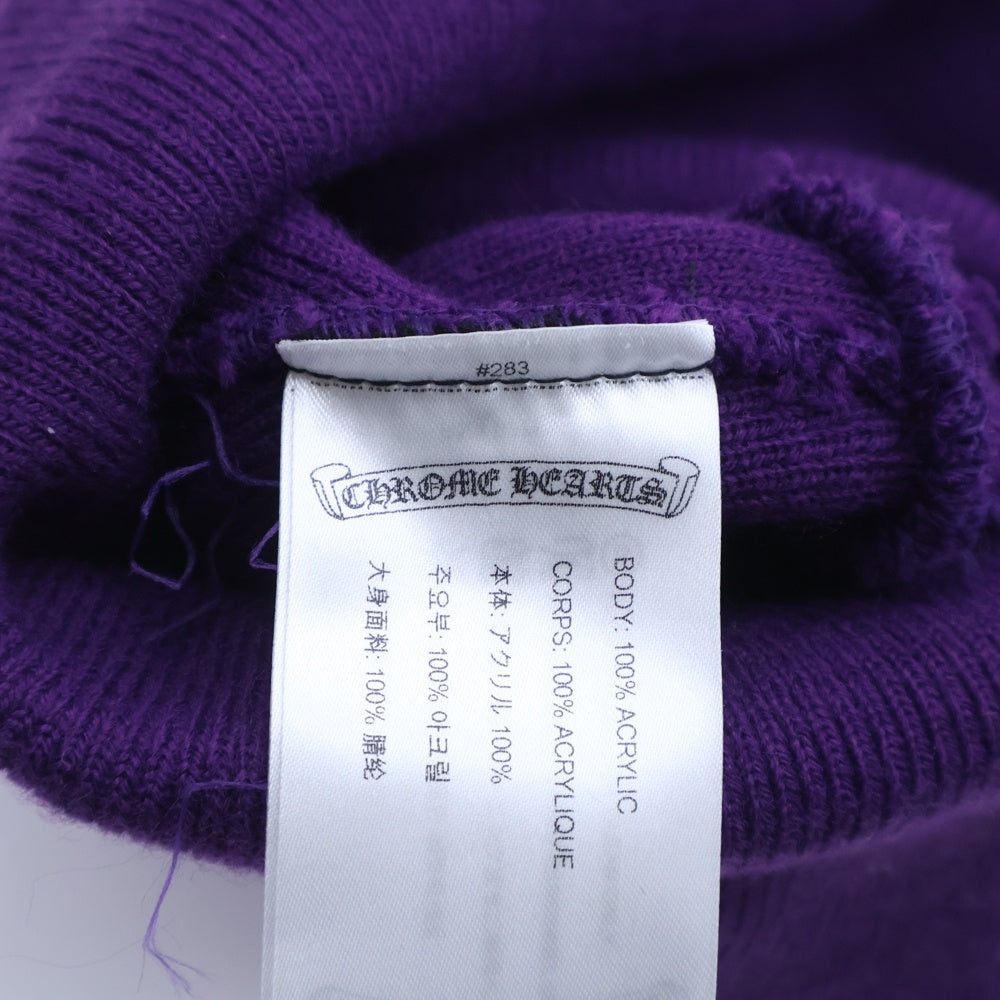 #283
CHROME HEARTS
BODY: 100% ACRYLIC
CORPS: 100% ACRYLIQUE
本体: アクリル 100%
주요부: 100% 아크릴
大身面料: 100% 腈纶